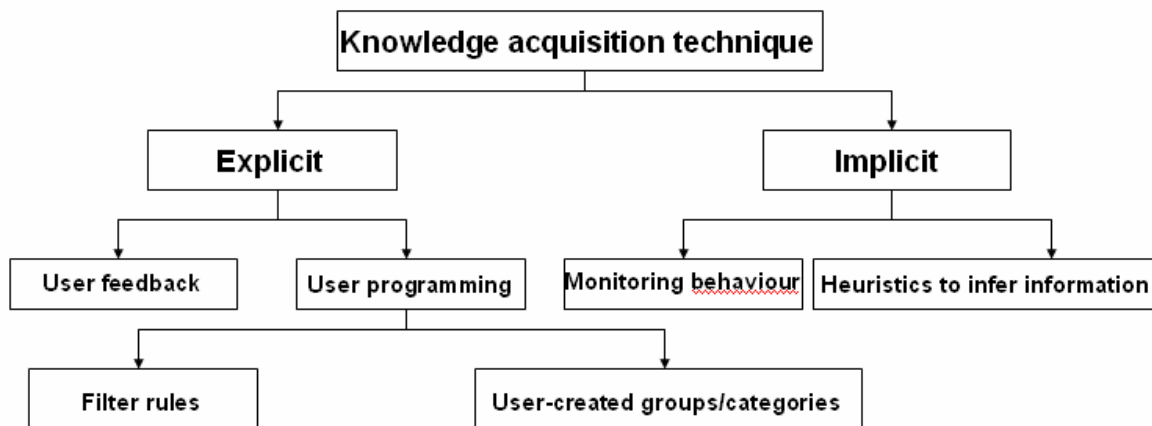 Knowledge acquisition technique
Explicit
Implicit
User feedback
User programming
Monitoring behaviour
Heuristics to infer information
Filter rules
User-created groups/categories